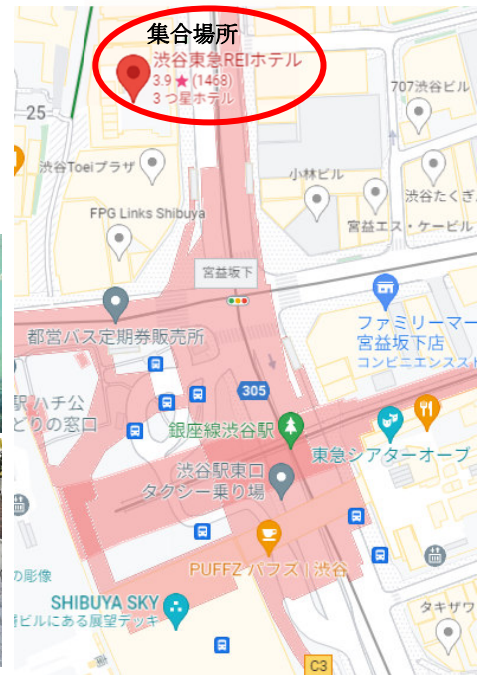 集合場所
渋谷東急REIホテル
3.9 ★ (1468)
3 つ星ホテル
707渋谷ビル
25
渋谷Toeiプラザ
小林ビル
渋谷たくぎ
FPG Links Shibuya
宮益エス・ケービル
宮益坂下
都営バス定期券販売所
ファミリーマー
宮益坂下店
コンビニエンススト
駅 ハチ公
どりの窓口
305
銀座線渋谷駅
東急シアターオーブ
渋谷駅東口
タクシー乗り場
PUFFZ パフズ | 渋谷
の彫像
SHIBUYA SKY
ビルにある展望デッキ
タキザワ
C3